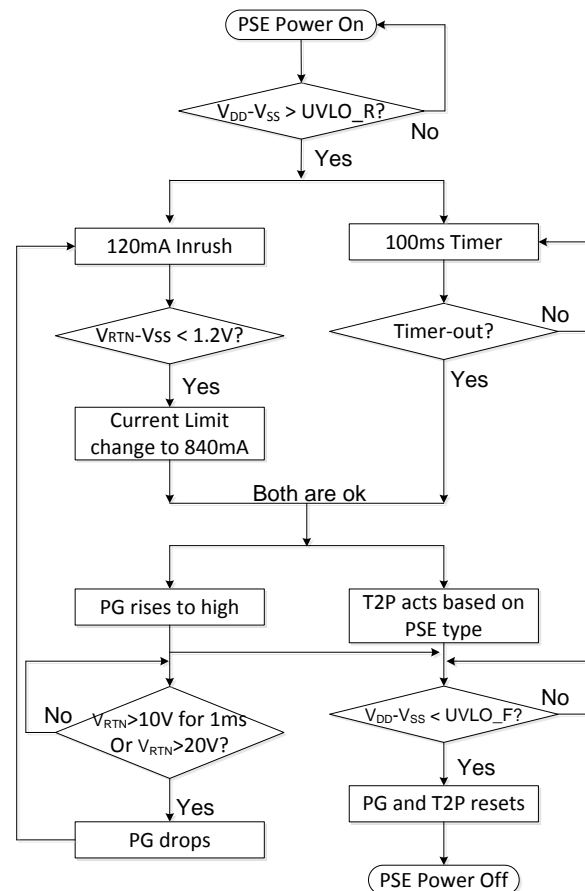 PSE Power On
VDD-VSS > UVLO_R?
No
Yes
120mA Inrush
100ms Timer
VRTN-VSS < 1.2V?
Timer-out?
No
Yes
Yes
Current Limit
change to 840mA
Both are ok
PG rises to high
T2P acts based on
PSE type
No
VRTN>10V for 1ms
Or VRTN>20V?
VDD-VSS < UVLO_F?
No
Yes
Yes
PG drops
PG and T2P resets
PSE Power Off